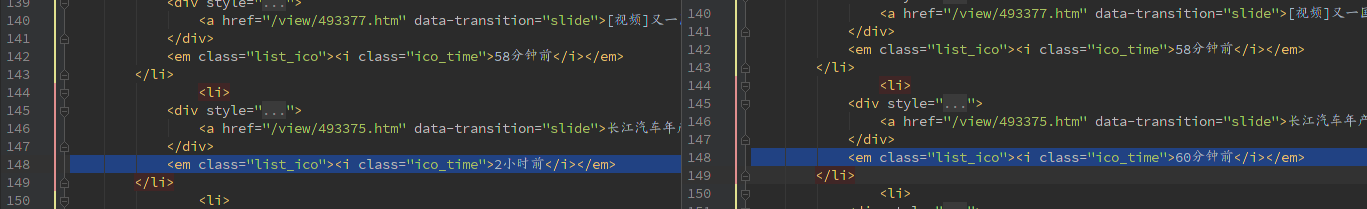 139 <div style="...">
140 <a href="/view/493377.htm" data-transition="slide">[视频]又一
141 </div>
142 <em class="list_ico"><i class="ico_time">58分钟前</i></em>
143 </li>
144 <li>
145 <div style="...">
146 <a href="/view/493375.htm" data-transition="slide">长江汽车年
147 </div>
148 <em class="list_ico"><i class="ico_time">2小时前</i></em>
149 </li>
150 <li>
140 <a href="/view/493377.htm" data-transition="slide">[视频]又一
141 </div>
142 <em class="list_ico"><i class="ico_time">58分钟前</i></em>
143 </li>
144 <li>
145 <div style="...">
146 <a href="/view/493375.htm" data-transition="slide">长江汽车年产
147 </div>
148 <em class="list_ico"><i class="ico_time">60分钟前</i></em>
149 </li>
150 <li>